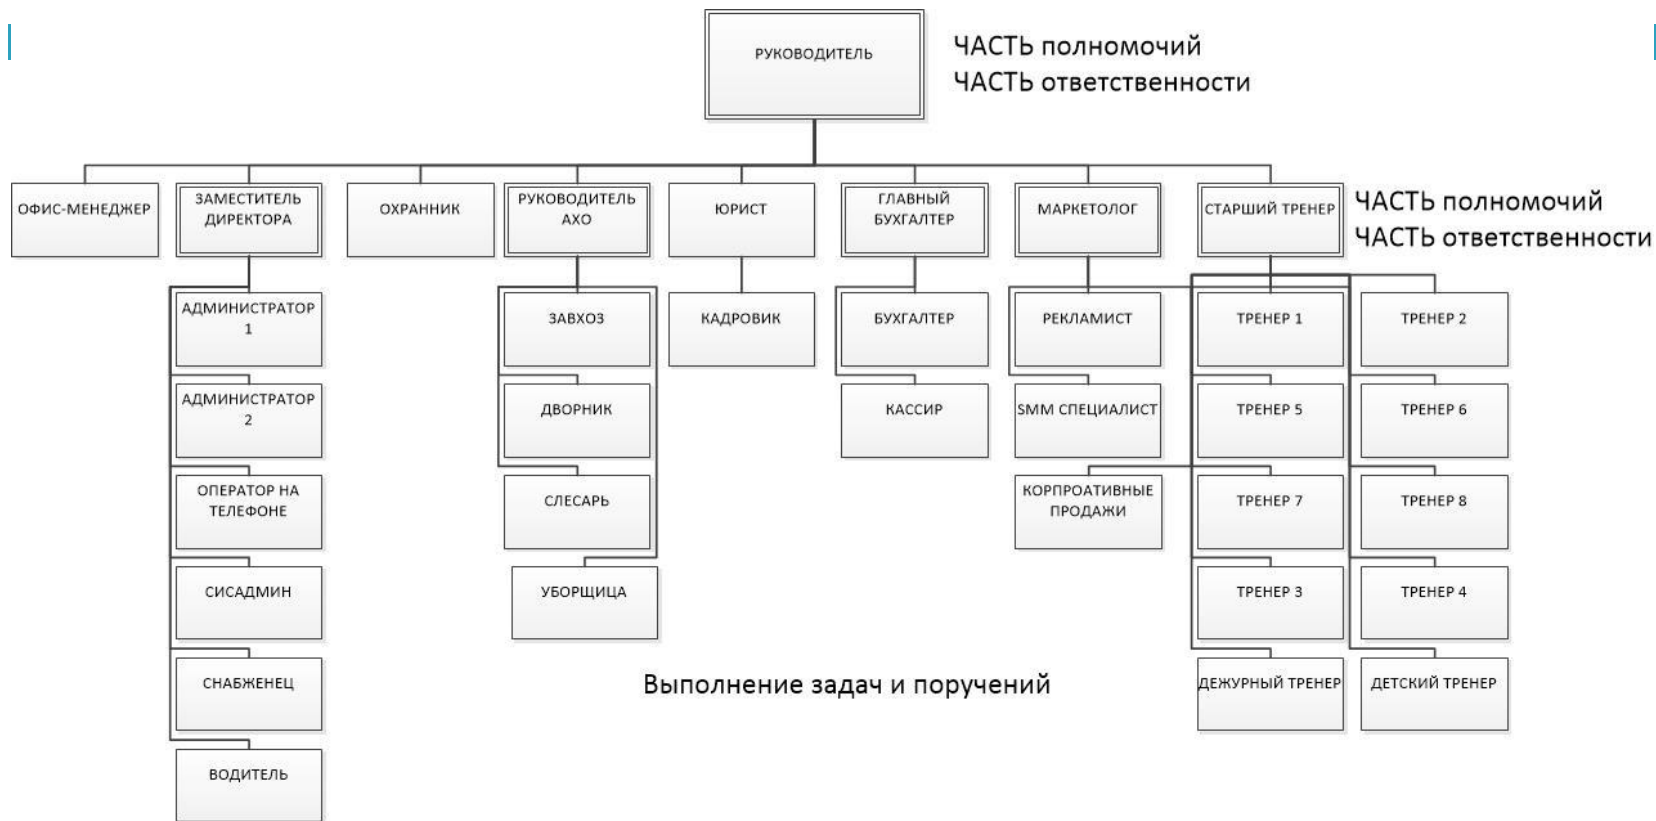 РУКОВОДИТЕЛЬ
ЧАСТЬ полномочий
ЧАСТЬ ответственности
ОФИС-МЕНЕДЖЕР
ЗАМЕСТИТЕЛЬ
ДИРЕКТОРА
ОХРАННИК
РУКОВОДИТЕЛЬ
АХО
ЮРИСТ
ГЛАВНЫЙ
БУХГАЛТЕР
МАРКЕТОЛОГ
СТАРШИЙ ТРЕНЕР
ЧАСТЬ полномочий
ЧАСТЬ ответственности
АДМИНИСТРАТОР
1
ЗАВХОЗ
КАДРОВИК
БУХГАЛТЕР
РЕКЛАМИСТ
ТРЕНЕР 1
ТРЕНЕР 2
АДМИНИСТРАТОР
2
ДВОРНИК
КАССИР
SMM СПЕЦИАЛИСТ
ТРЕНЕР 5
ТРЕНЕР 6
ОПЕРАТОР НА
ТЕЛЕФОНЕ
СЛЕСАРЬ
КОРПРОАТИВНЫЕ
ПРОДАЖИ
ТРЕНЕР 7
ТРЕНЕР 8
СИСАДМИН
УБОРЩИЦА
ТРЕНЕР 3
ТРЕНЕР 4
СНАБЖЕНЕЦ
Выполнение задач и поручений
ДЕЖУРНЫЙ ТРЕНЕР
ДЕТСКИЙ ТРЕНЕР
ВОДИТЕЛЬ